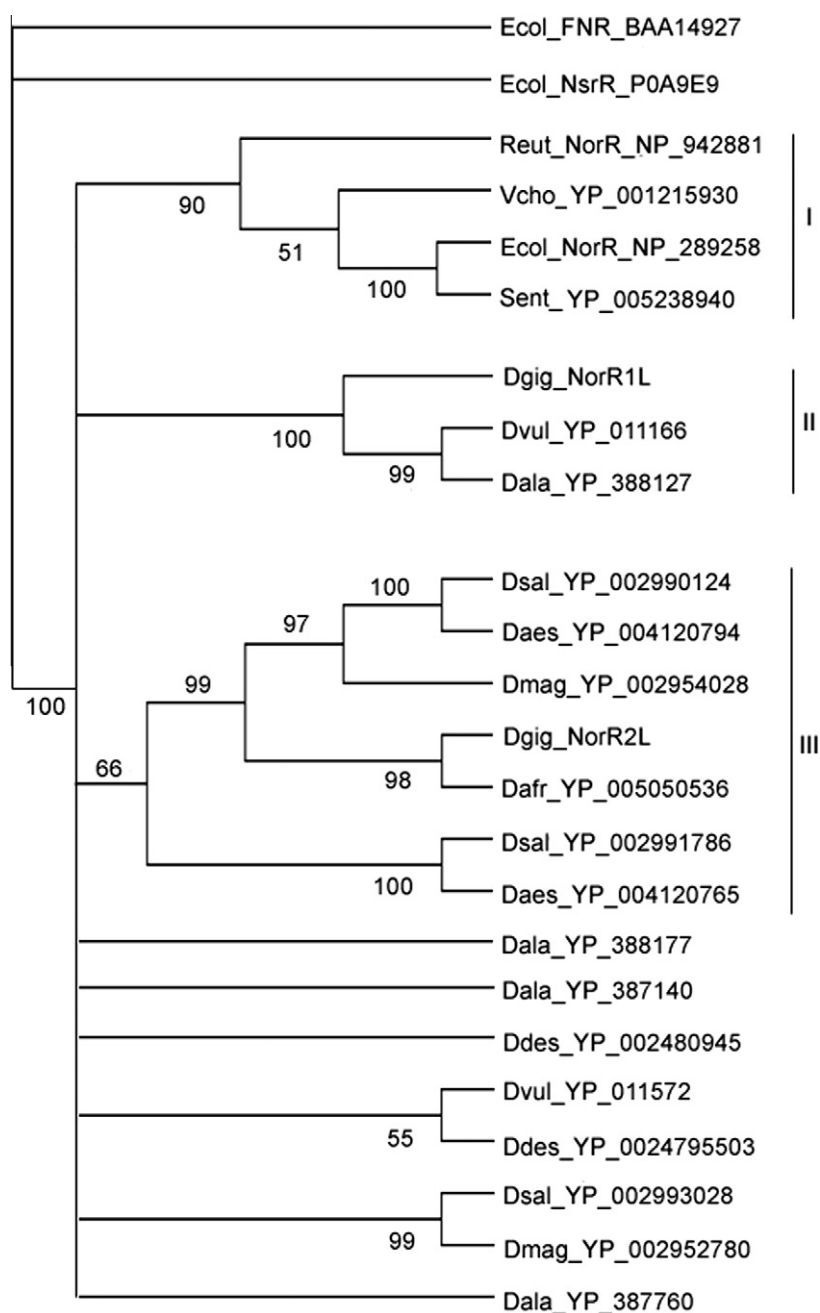 Ecol_FNR_BAA14927
Ecol_NsrR_P0A9E9
Reut_NorR_NP_942881
90
Vcho_YP_001215930
I
51
Ecol_NorR_NP_289258
100
Sent_YP_005238940
Dgig_NorR1L
II
100
Dvul_YP_011166
99
Dala_YP_388127
100
Dsal_YP_002990124
97
Daes_YP_004120794
99
Dmag_YP_002954028
100
Dgig_NorR2L
III
66
98
Dafr_YP_005050536
Dsal_YP_002991786
100
Daes_YP_004120765
Dala_YP_388177
Dala_YP_387140
Ddes_YP_002480945
Dvul_YP_011572
55
Ddes_YP_0024795503
Dsal_YP_002993028
99
Dmag_YP_002952780
Dala_YP_387760